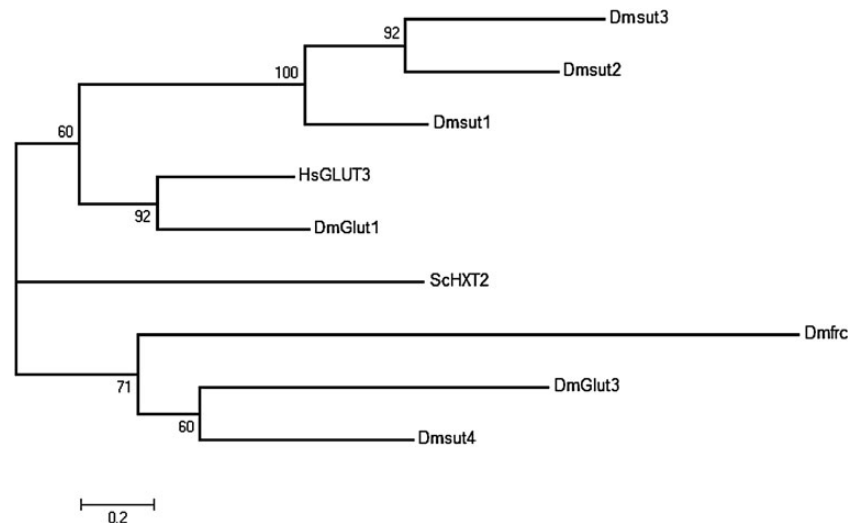 Dmsut3
92
Dmsut2
100
Dmsut1
60
HsGLUT3
92
DmGlut1
ScHXT2
Dmfrc
71
DmGlut3
60
Dmsut4
0.2